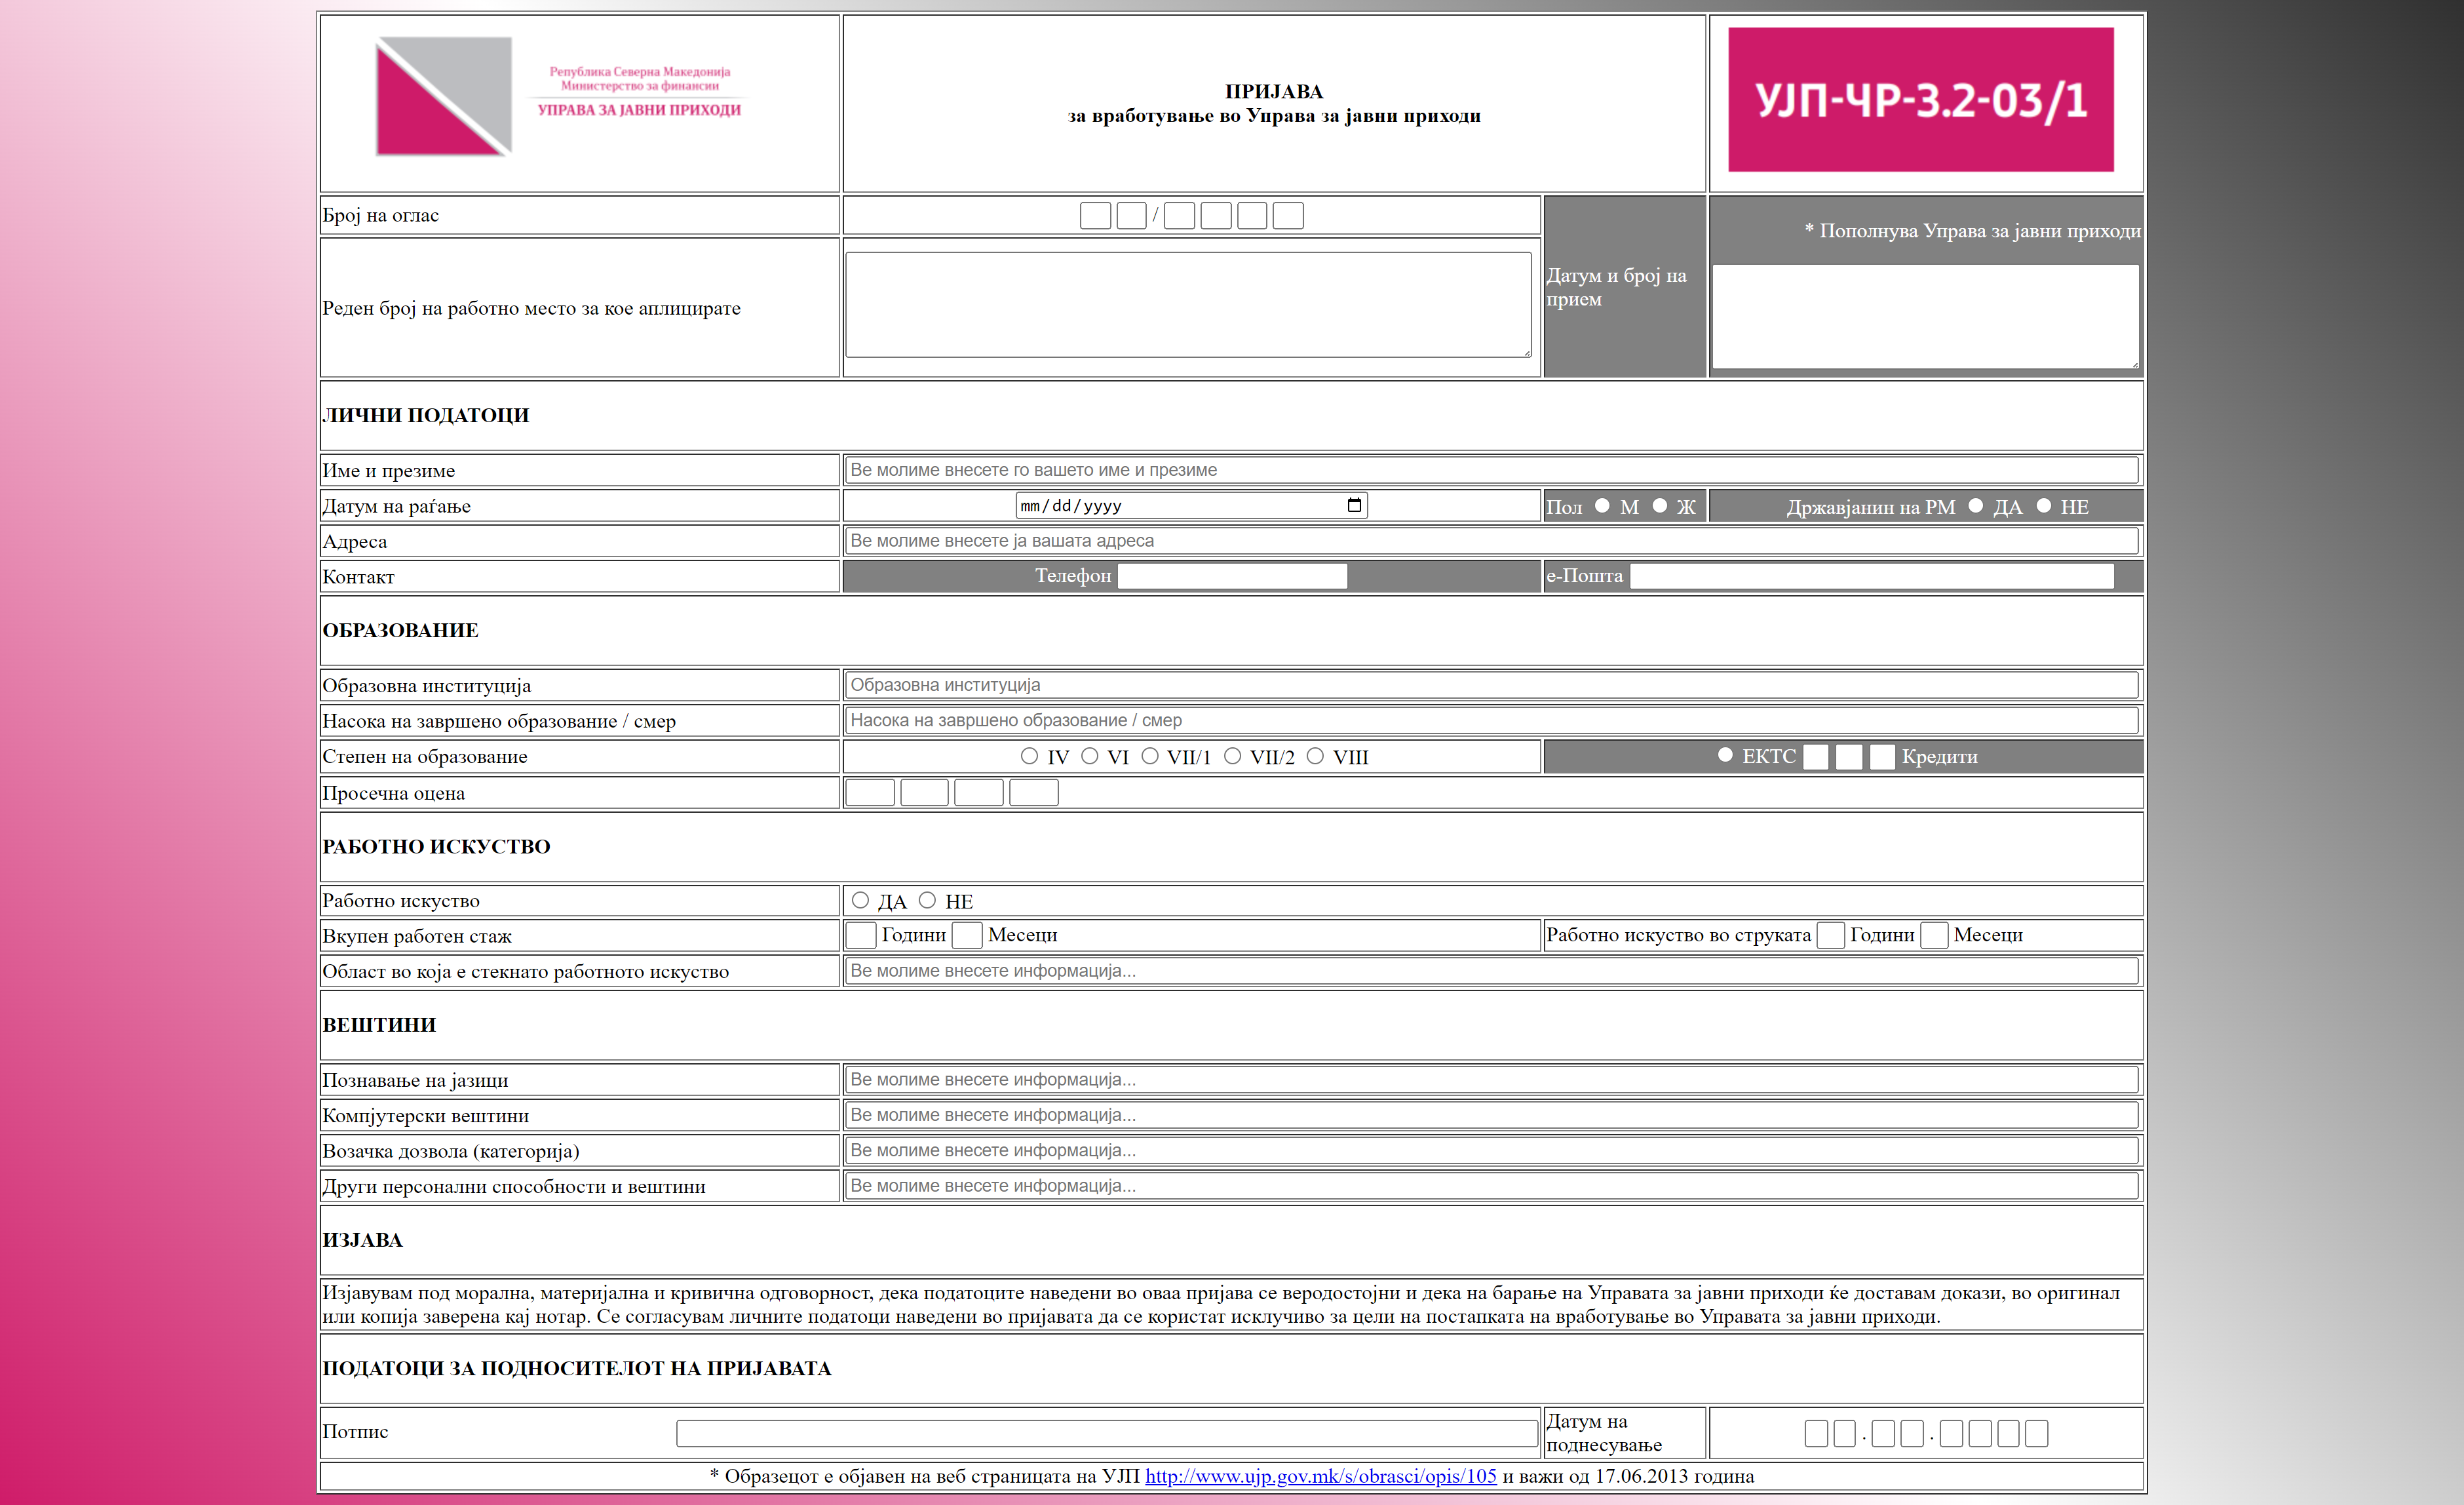 Република Северна Македонија
Министерство за финансии
УПРАВА ЗА ЈАВНИ ПРИХОДИ
ПРИЈАВА
за вработување во Управа за јавни приходи
УЈП-ЧР-3.2-03/1
Број на оглас
/
* Пополнува Управа за јавни приходи
Реден број на работно место за кое аплицирате
Датум и број на
прием
ЛИЧНИ ПОДАТОЦИ
Име и презиме
Ве молиме внесете го вашето име и презиме
Датум на раѓање
mm/dd/yyyy
Пол М Ж
Државјанин на РМ ДА НЕ
Адреса
Ве молиме внесете ја вашата адреса
Контакт
Телефон
е-Пошта
ОБРАЗОВАНИЕ
Образовна институција
Образовна институција
Насока на завршено образование / смер
Насока на завршено образование / смер
Степен на образование
IV VI VII/1 VII/2 VIII
ЕКТС Кредити
Просечна оцена
РАБОТНО ИСКУСТВО
Работно искуство
ДА НЕ
Вкупен работен стаж
Години Месеци
Работно искуство во струката Години Месеци
Област во која е стекнато работното искуство
Ве молиме внесете информација...
ВЕШТИНИ
Познавање на јазици
Ве молиме внесете информација...
Компјутерски вештини
Ве молиме внесете информација...
Возачка дозвола (категорија)
Ве молиме внесете информација...
Други персонални способности и вештини
Ве молиме внесете информација...
ИЗЈАВА
Изјавувам под морална, материјална и кривична одговорност, дека податоците наведени во оваа пријава се веродостојни и дека на барање на Управата за јавни приходи ќе доставам докази, во оригинал
или копија заверена кај нотар. Се согласувам личните податоци наведени во пријавата да се користат исклучиво за цели на постапката на вработување во Управата за јавни приходи.
ПОДАТОЦИ ЗА ПОДНОСИТЕЛОТ НА ПРИЈАВАТА
Потпис
Датум на
поднесување
. .
* Образецот е објавен на веб страницата на УЈП http://www.ujp.gov.mk/s/obrasci/opis/105 и важи од 17.06.2013 година